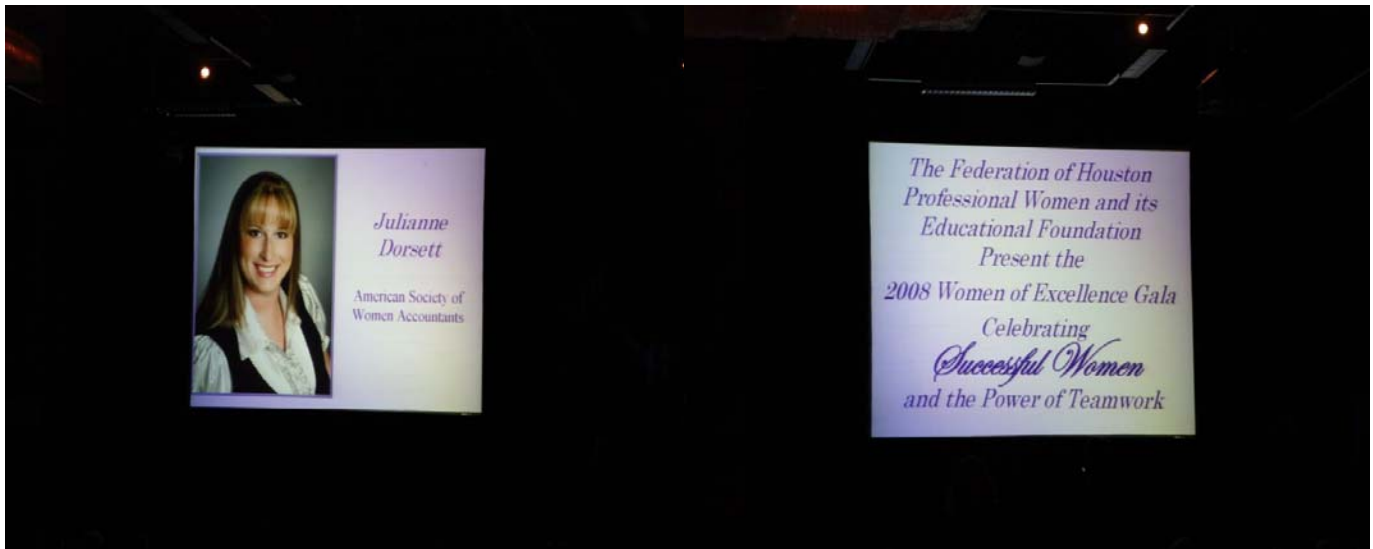 Julianne
Dorsett
American Society of
Women Accountants
The Federation of Houston
Professional Women and its
Educational Foundation
Present the
2008 Women of Excellence Gala
Celebrating
Successful Women
and the Power of Teamwork